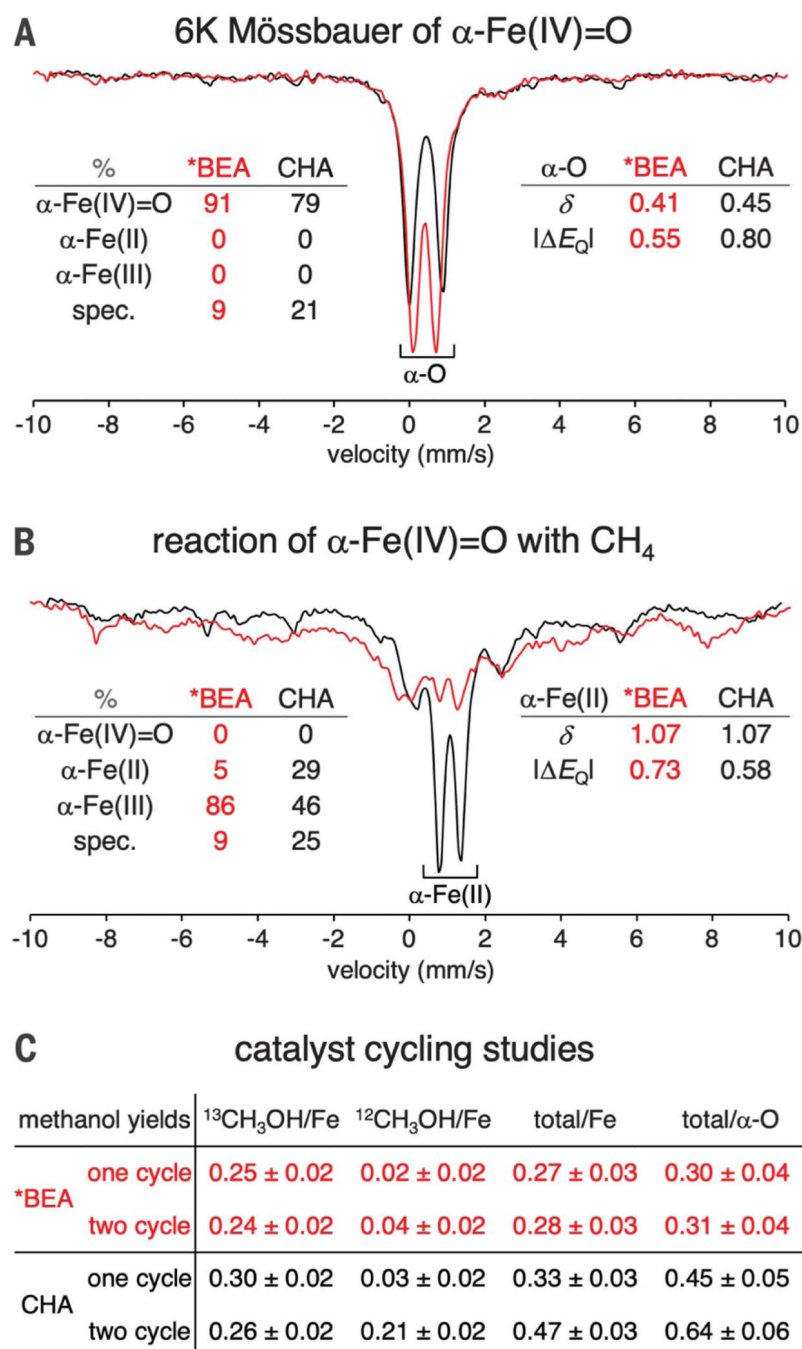 A 6K Mössbauer of α-Fe(IV)=O
% *BEA CHA
α-Fe(IV)=O 91 79
α-Fe(II) 0 0
α-Fe(III) 0 0
spec. 9 21
α-O *BEA CHA
δ 0.41 0.45
|ΔE_Q| 0.55 0.80
α-O
-10 -8 -6 -4 -2 0 2 4 6 8 10
velocity (mm/s)
B reaction of α-Fe(IV)=O with CH₄
% *BEA CHA
α-Fe(IV)=O 0 0
α-Fe(II) 5 29
α-Fe(III) 86 46
spec. 9 25
α-Fe(II) *BEA CHA
δ 1.07 1.07
|ΔE_Q| 0.73 0.58
α-Fe(II)
-10 -8 -6 -4 -2 0 2 4 6 8 10
velocity (mm/s)
C catalyst cycling studies
methanol yields ¹³CH₃OH/Fe ¹²CH₃OH/Fe total/Fe total/α-O
*BEA
one cycle 0.25 ± 0.02 0.02 ± 0.02 0.27 ± 0.03 0.30 ± 0.04
two cycle 0.24 ± 0.02 0.04 ± 0.02 0.28 ± 0.03 0.31 ± 0.04
CHA
one cycle 0.30 ± 0.02 0.03 ± 0.02 0.33 ± 0.03 0.45 ± 0.05
two cycle 0.26 ± 0.02 0.21 ± 0.02 0.47 ± 0.03 0.64 ± 0.06